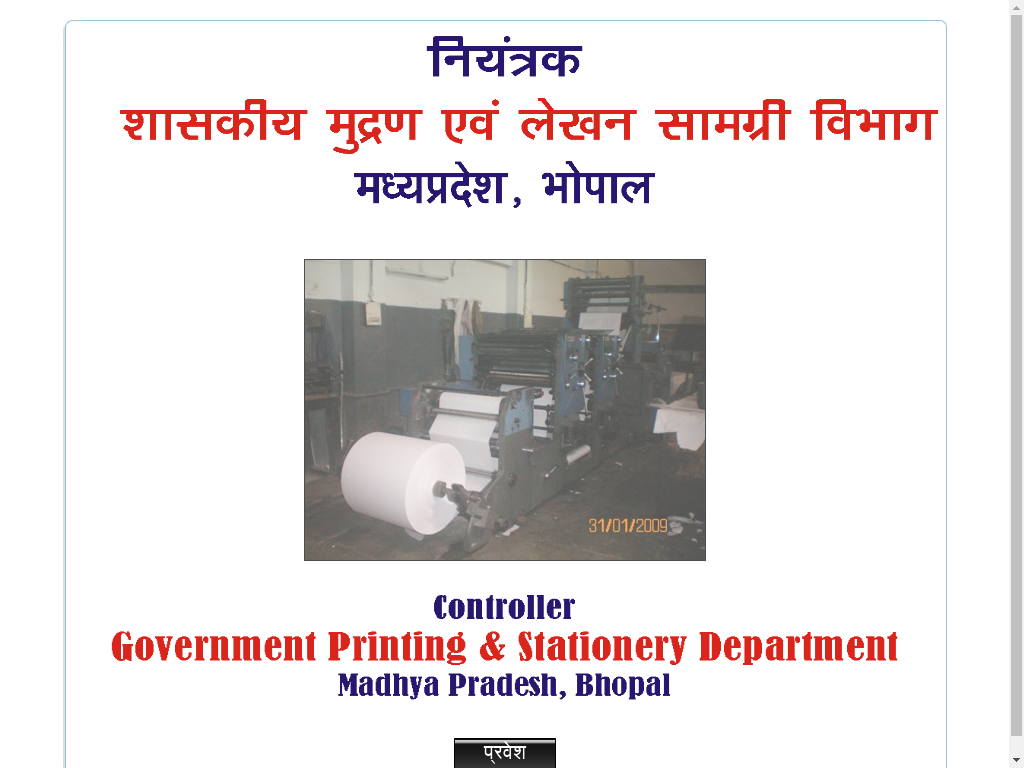 नियंत्रक
शासकीय मुद्रण एवं लेखन सामग्री विभाग
मध्यप्रदेश, भोपाल
31/01/2009
Controller
Government Printing & Stationery Department
Madhya Pradesh, Bhopal
प्रवेश